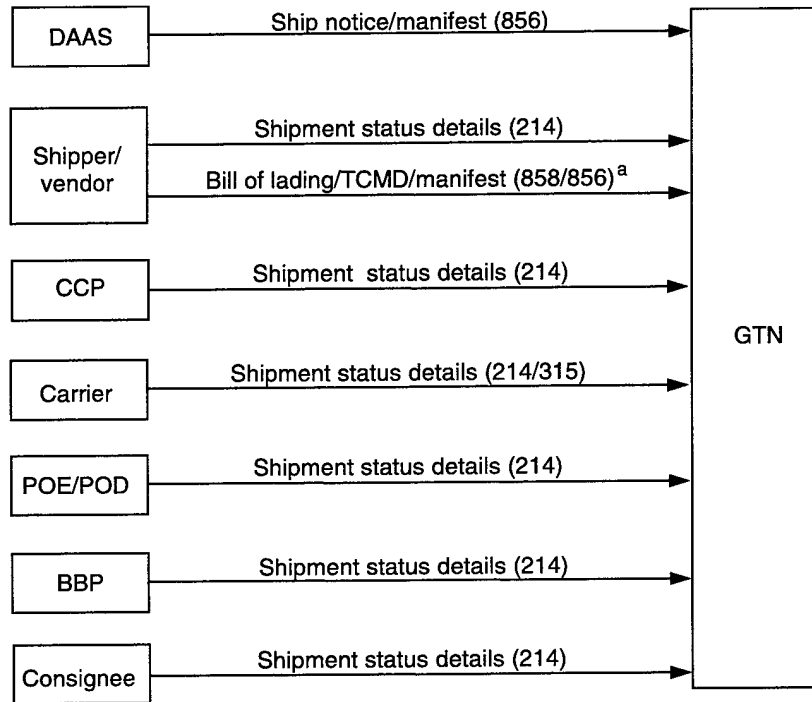 DAAS
Ship notice/manifest (856)
Shipper/
vendor
Shipment status details (214)
Bill of lading/TCMD/manifest (858/856)a
CCP
Shipment status details (214)
GTN
Carrier
Shipment status details (214/315)
POE/POD
Shipment status details (214)
BBP
Shipment status details (214)
Consignee
Shipment status details (214)